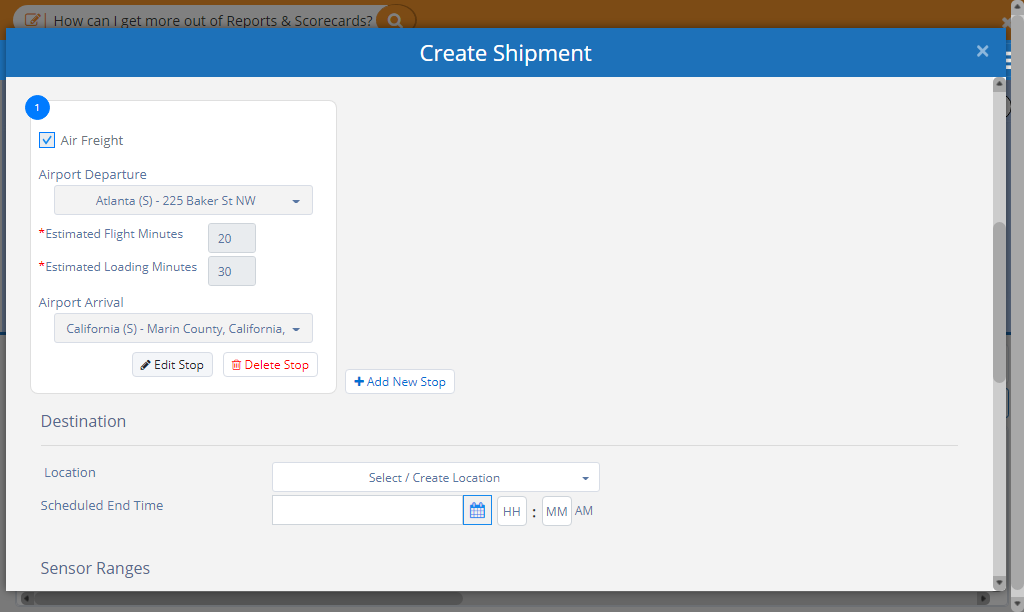 How can I get more out of Reports & Scorecards?
Create Shipment
×
1
Air Freight
Airport Departure
Atlanta (S) - 225 Baker St NW
*Estimated Flight Minutes
20
*Estimated Loading Minutes
30
Airport Arrival
California (S) - Marin County, California,
Edit Stop
Delete Stop
Add New Stop
Destination
Location
Select / Create Location
Scheduled End Time
HH : MM AM
Sensor Ranges